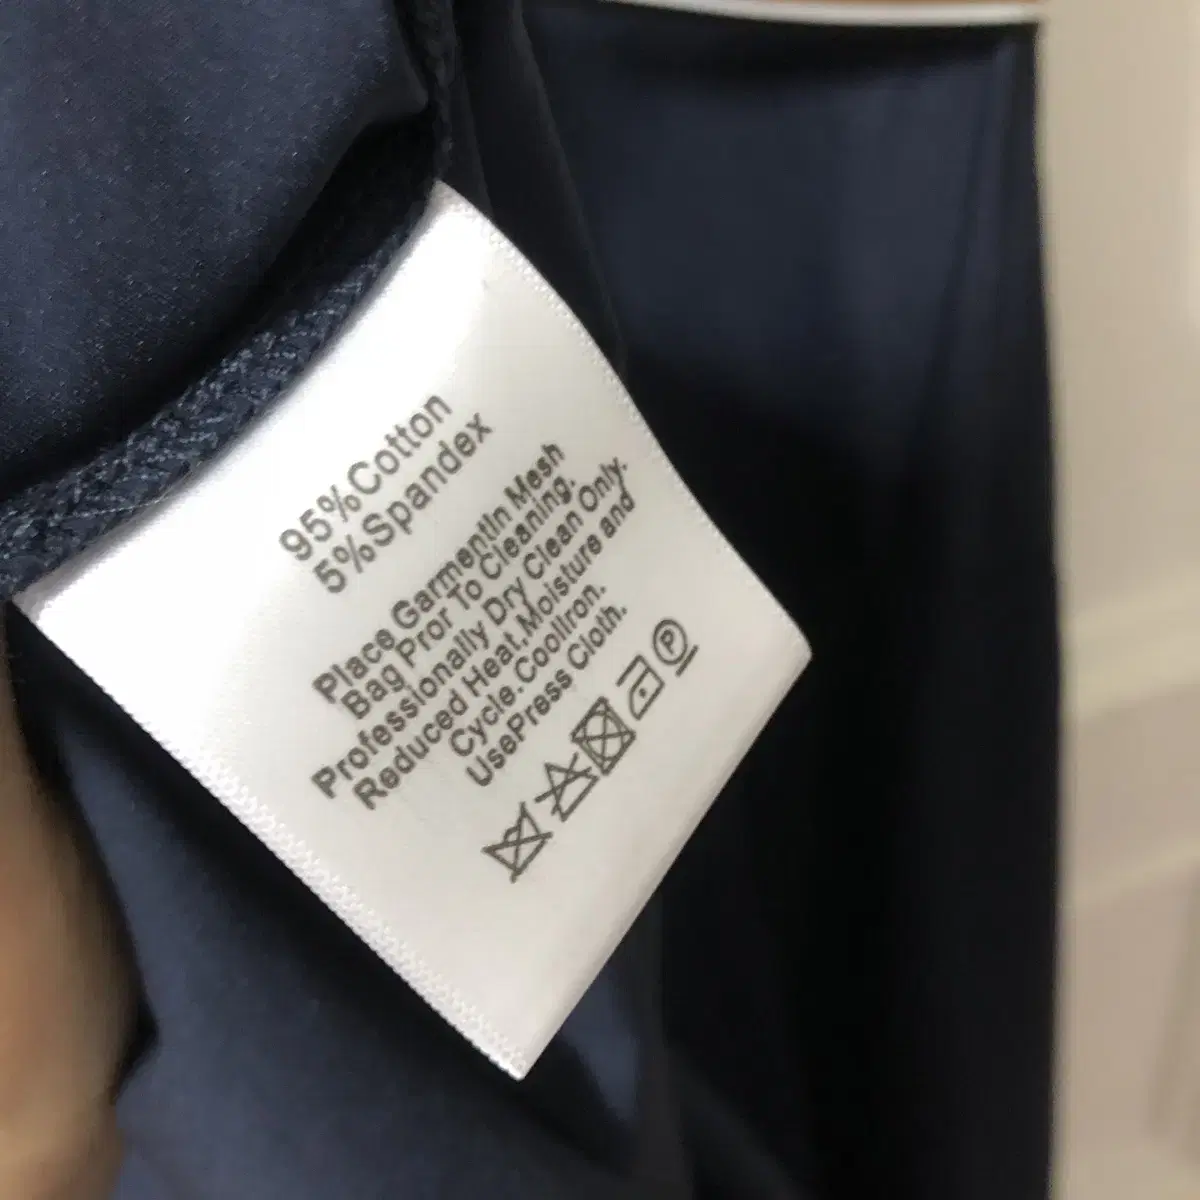 95%Cotton
5%Spandex
Place GarmentIn Mesh
Bag Pror To Cleaning.
Professionally Dry Clean Only.
Reduced Heat,Moisture and
Cycle.CoolIron.
UsePress Cloth.
P